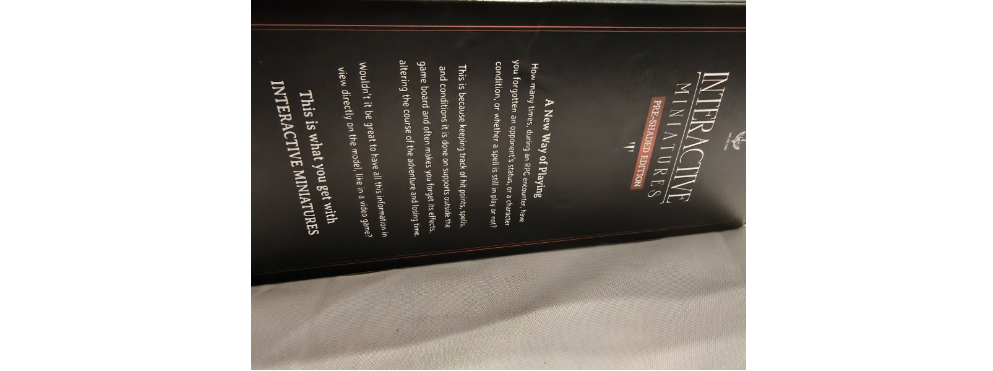 INTERACTIVE
MINIATURES
PRE-SHADED EDITION
A New Way of Playing
How many times, during an RPG encounter, have
you forgotten an opponent's status, or a character
condition, or whether a spell is still in play or not?
This is because keeping track of hit points, spells,
and conditions it is done on supports outside the
game board and often makes you forget its effects,
altering the course of the adventure and losing time.
Wouldn't it be great to have all this information in
view directly on the model, like in a video game?
This is what you get with
INTERACTIVE MINIATURES